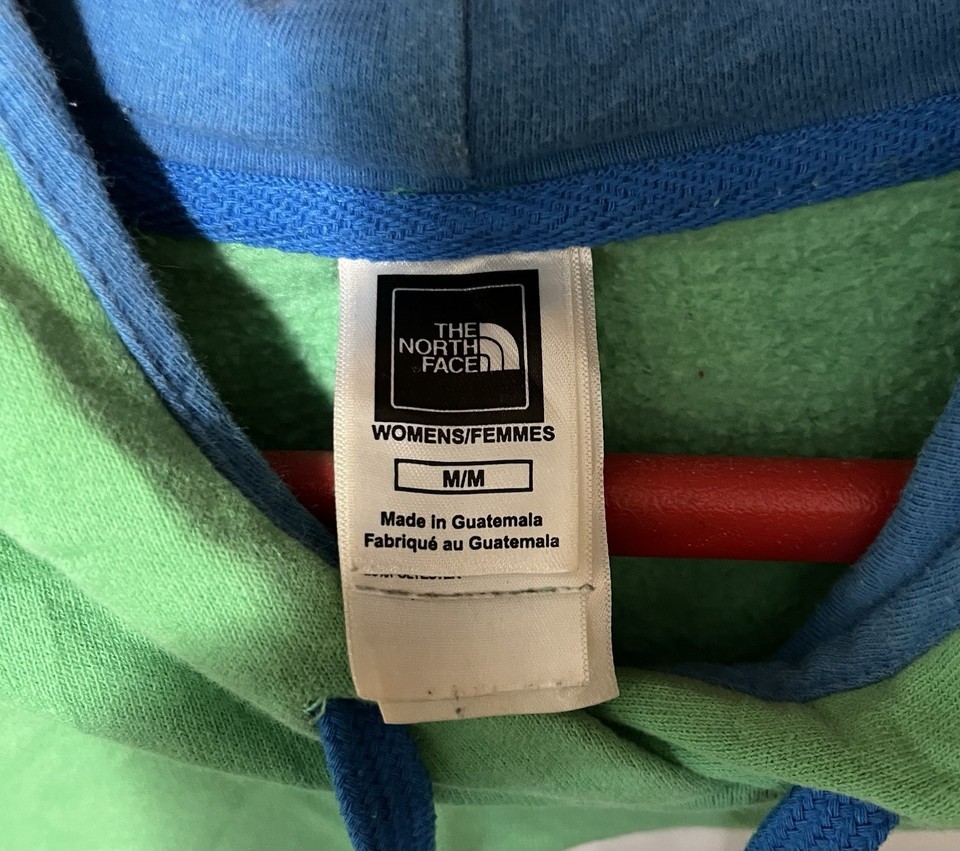 THE
NORTH
FACE
WOMENS/FEMMES
M/M
Made in Guatemala
Fabriqué au Guatemala